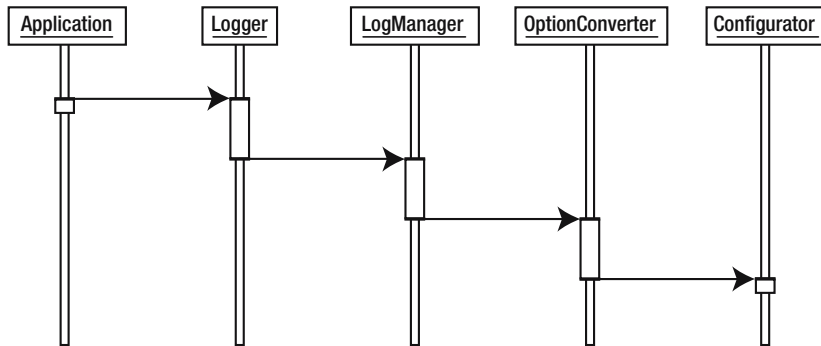 Application
Logger
LogManager
OptionConverter
Configurator